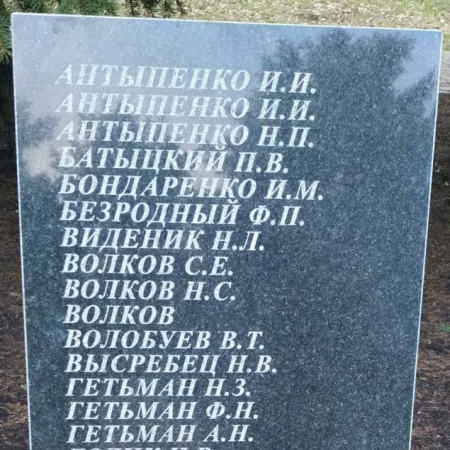 АНТЫПЕНКО И.И.
АНТЫПЕНКО И.И.
АНТЫПЕНКО Н.П.
БАТЫЦКИЙ П.В.
БОНДАРЕНКО И.М.
БЕЗРОДНЫЙ Ф.П.
ВИДЕНИК Н.Л.
ВОЛКОВ С.Е.
ВОЛКОВ Н.С.
ВОЛКОВ
ВОЛОБУЕВ В.Т.
ВЫСРЕБЕЦ Н.В.
ГЕТЬМАН Н.З.
ГЕТЬМАН Ф.Н.
ГЕТЬМАН А.Н.